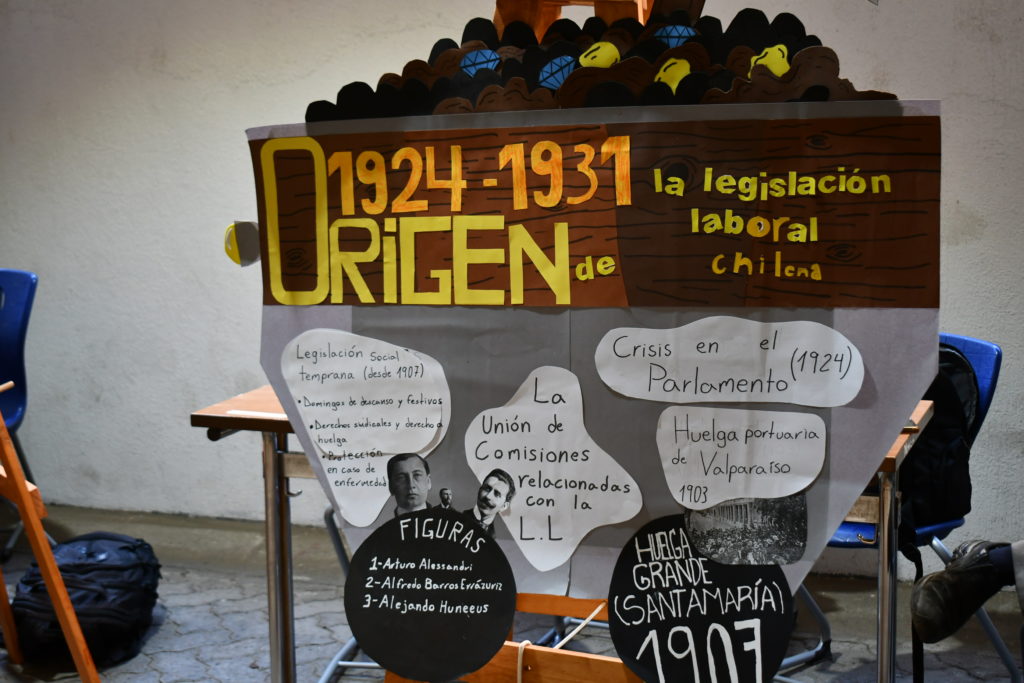 1924-1931
ORiGEN de
la legislación
laboral
chilena
Legislación Social
temprana (desde 1907)
•Domingos de descanso y festivos
•Derechos sindicales y derecho a
huelga
•Protección
en caso de
enfermedad
La
Unión de
Comisiones
relacionadas
con la
L.L
Crisis en el
Parlamento (1924)
Huelga portuaria
de Valparaíso
1903
FIGURAS
1-Arturo Alessandri
2-Alfredo Barros Errázuriz
3-Alejando Huneeus
HUELGA
GRANDE
(SANTAMARÍA)
1907